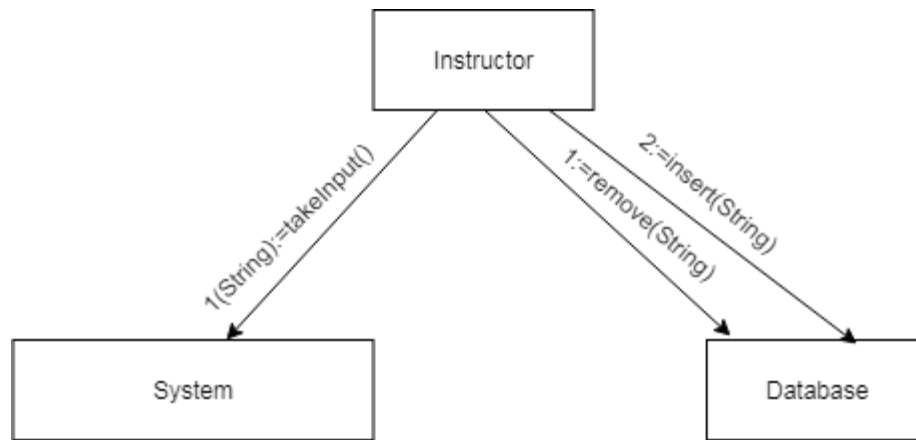 Instructor
1(String):=takeInput()
1:=remove(String)
2:=insert(String)
System
Database